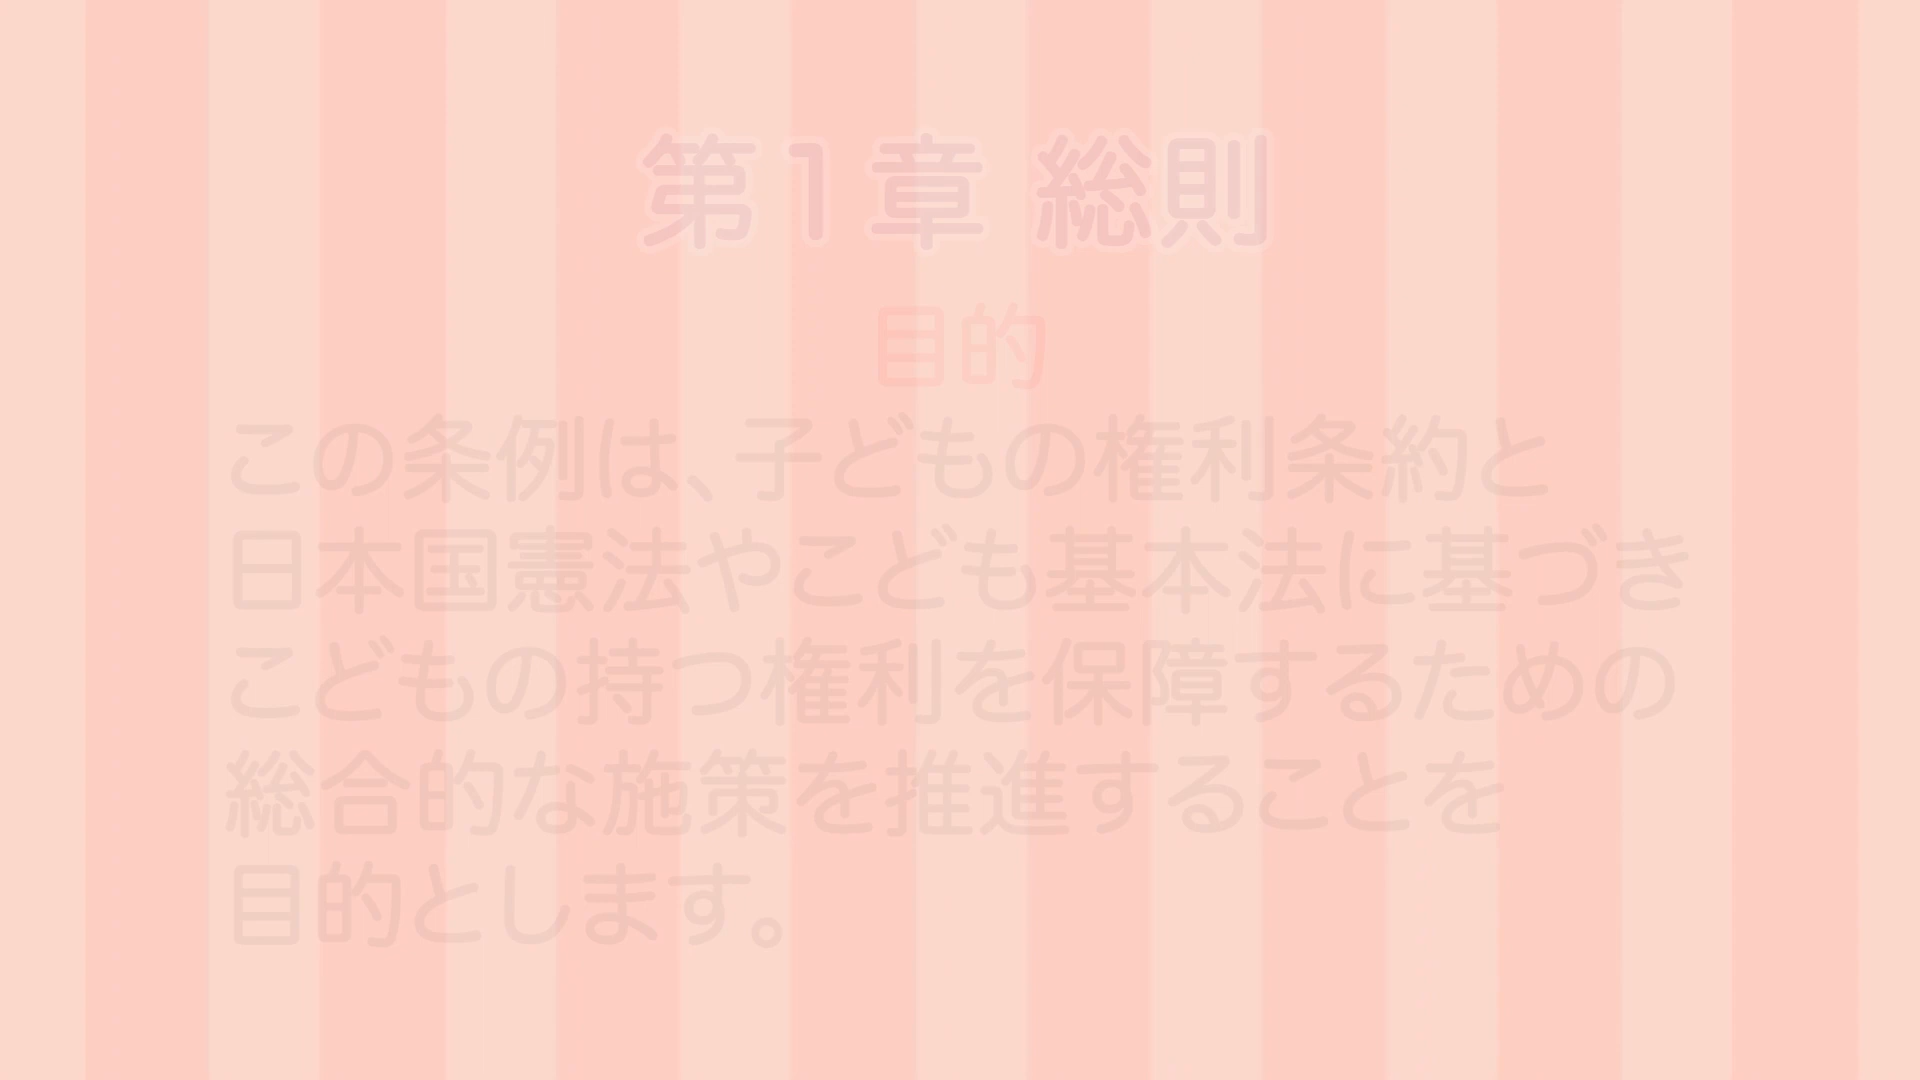 第1章 総則
目的
この条例は、子どもの権利条約と
日本国憲法やこども基本法に基づき
こどもの持つ権利を保障するための
総合的な施策を推進することを
目的とします。